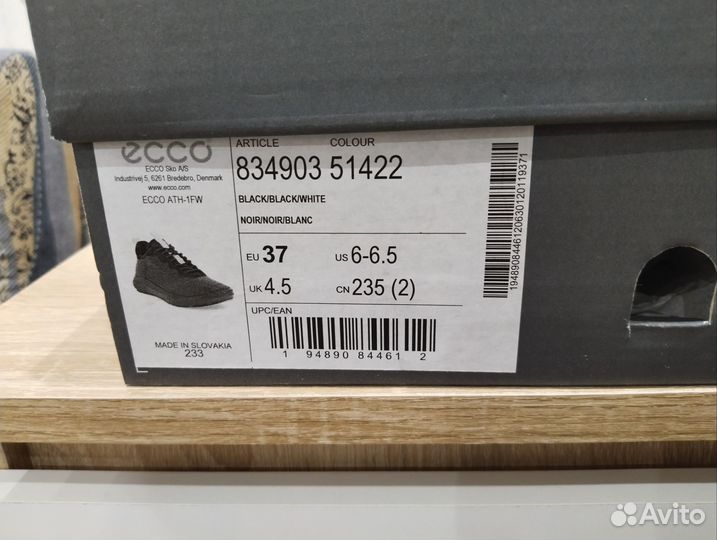 ecco
ECCO Sko A/S
Industrivej 5, 6261 Bredebro, Denmark
www.ecco.com
ECCO ATH-1FW
MADE IN SLOVAKIA
233
ARTICLE COLOUR
834903 51422
BLACK/BLACK/WHITE
NOIR/NOIR/BLANC
EU 37 US 6-6.5
UK 4.5 CN 235 (2)
UPC/EAN
1 94890 84461 2
19489084461206301201193​71
Avito